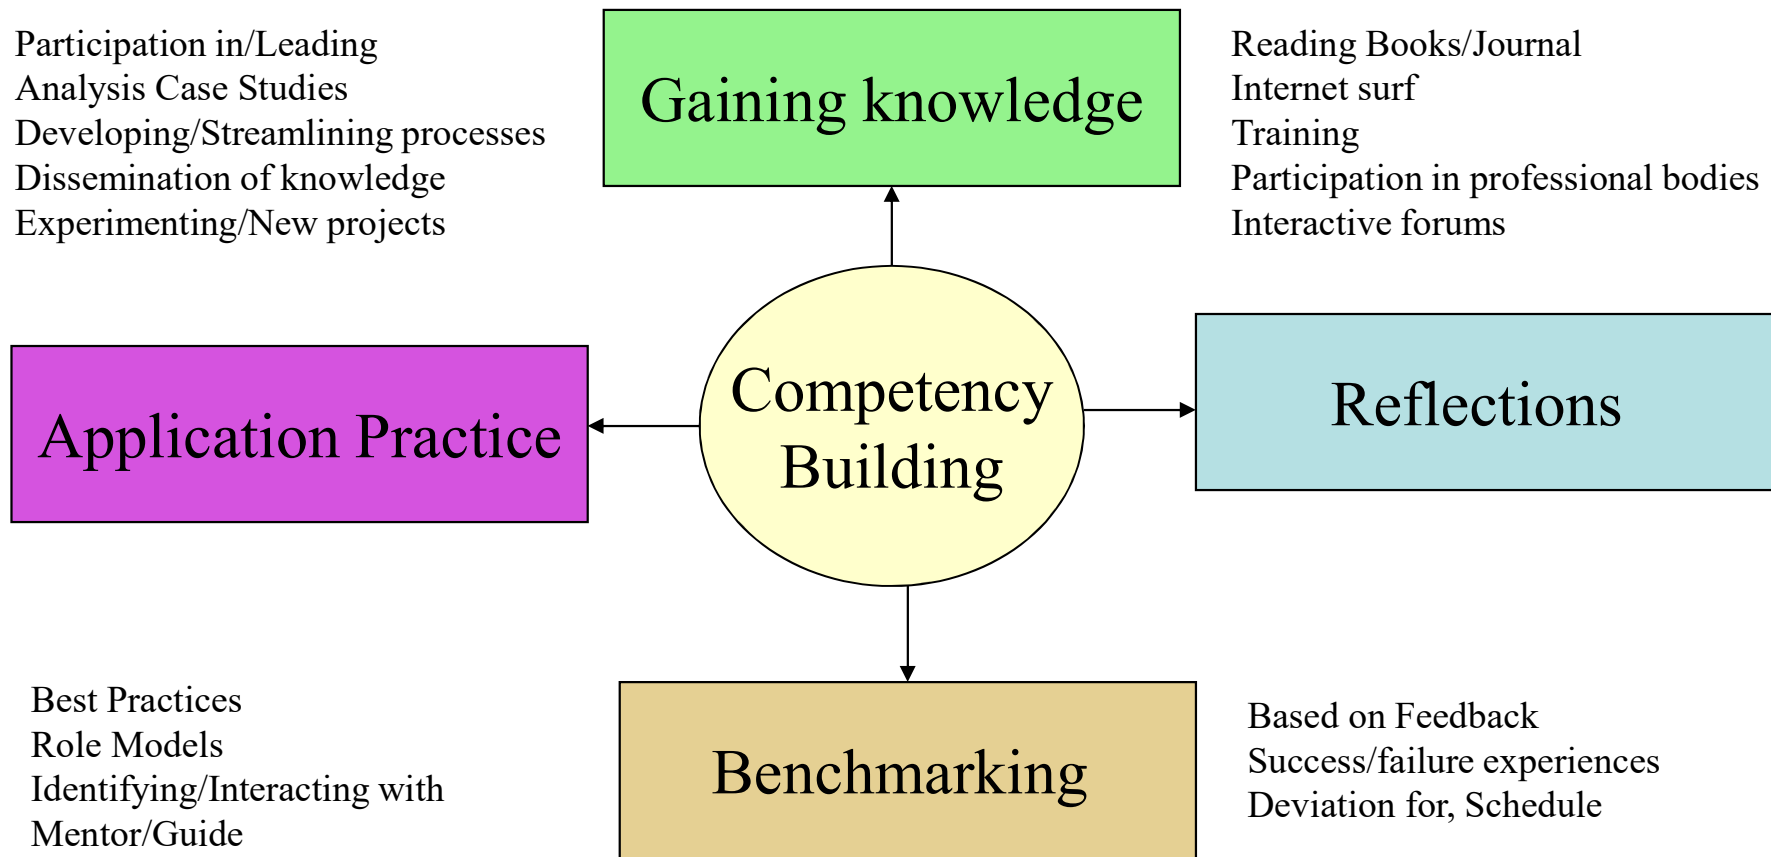 Participation in/Leading
Analysis Case Studies
Developing/Streamlining processes
Dissemination of knowledge
Experimenting/New projects
Gaining knowledge
Reading Books/Journal
Internet surf
Training
Participation in professional bodies
Interactive forums
Application Practice
Competency
Building
Reflections
Best Practices
Role Models
Identifying/Interacting with
Mentor/Guide
Benchmarking
Based on Feedback
Success/failure experiences
Deviation for, Schedule